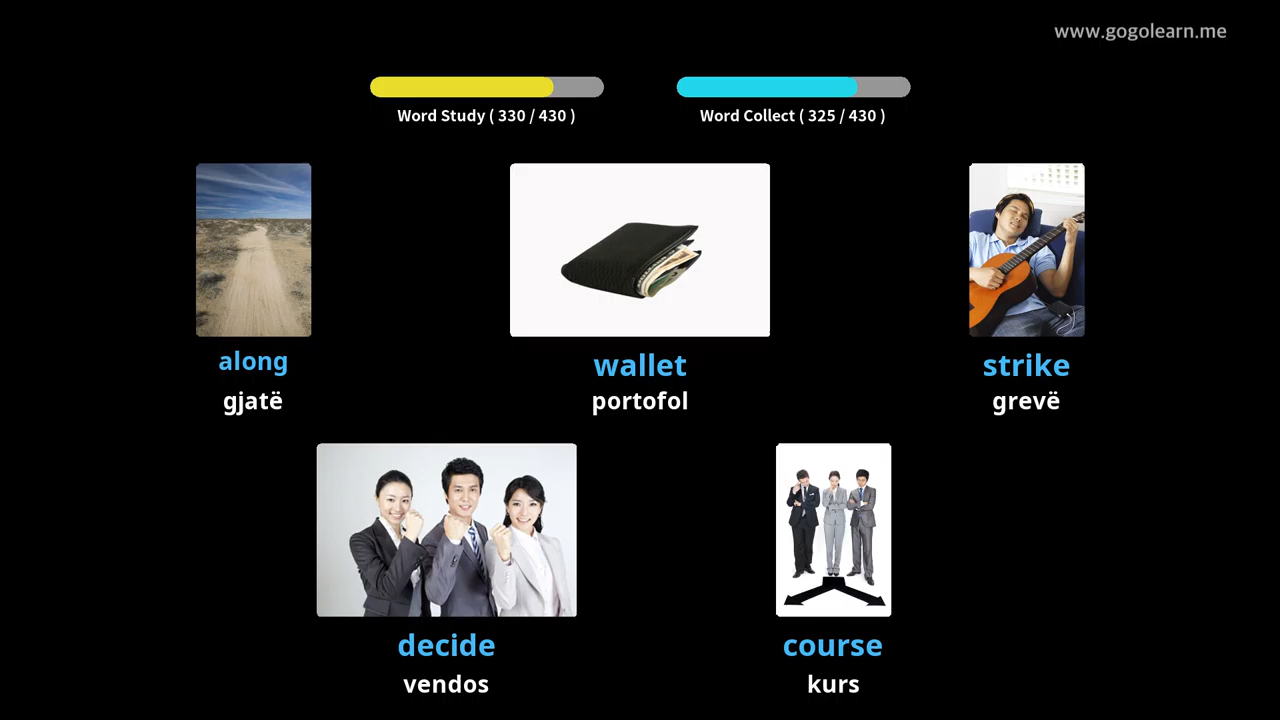 www.gogolearn.me
Word Study ( 330 / 430 )
Word Collect ( 325 / 430 )
along
gjatë
wallet
portofol
strike
grevë
decide
vendos
course
kurs